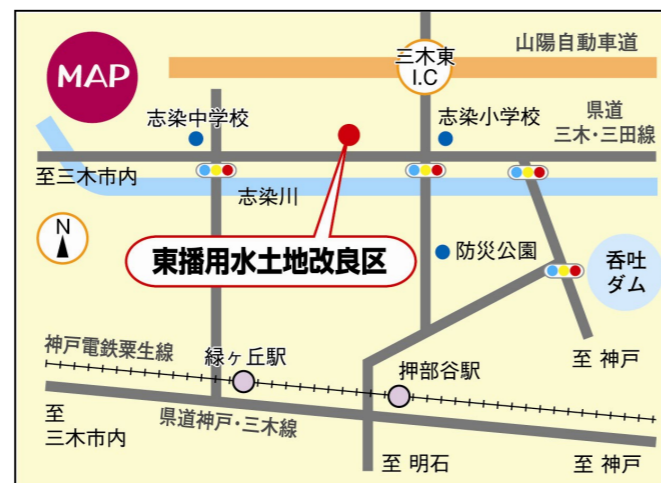 MAP
山陽自動車道
三木東
I.C
志染中学校
志染小学校
県道
三木・三田線
至三木市内
志染川
N
東播用水土地改良区
防災公園
呑吐
ダム
神戸電鉄粟生線
緑ヶ丘駅
押部谷駅
至 神戸
至
三木市内
県道神戸・三木線
至 明石
至 神戸